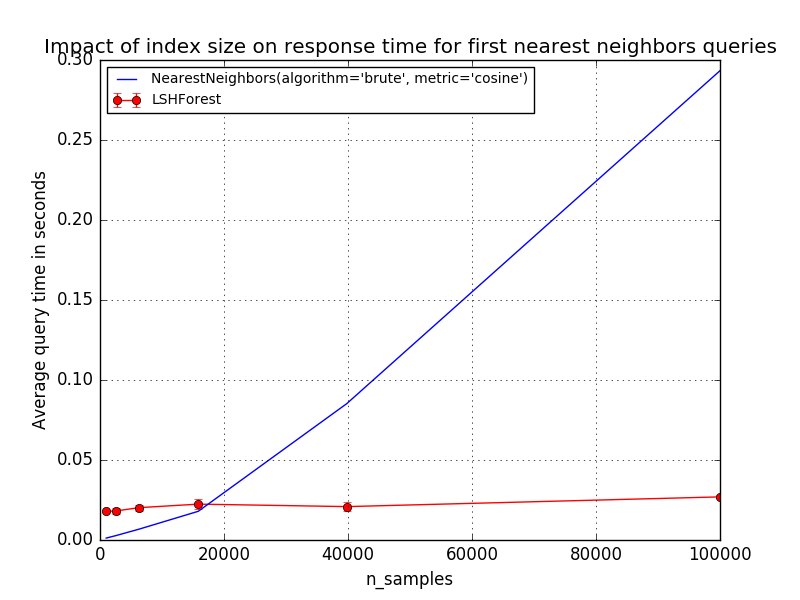 Impact of index size on response time for first nearest neighbors queries
NearestNeighbors(algorithm='brute', metric='cosine')
LSHForest
Average query time in seconds
0.30
0.25
0.20
0.15
0.10
0.05
0.00
0 20000 40000 60000 80000 100000
n_samples